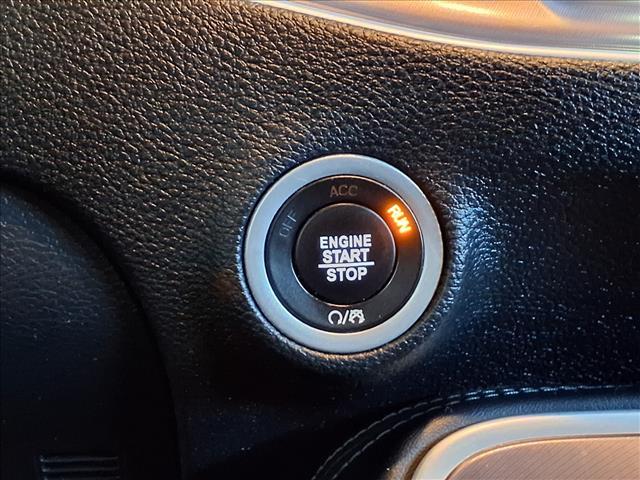 ACC
OFF
RUN
ENGINE
START
STOP